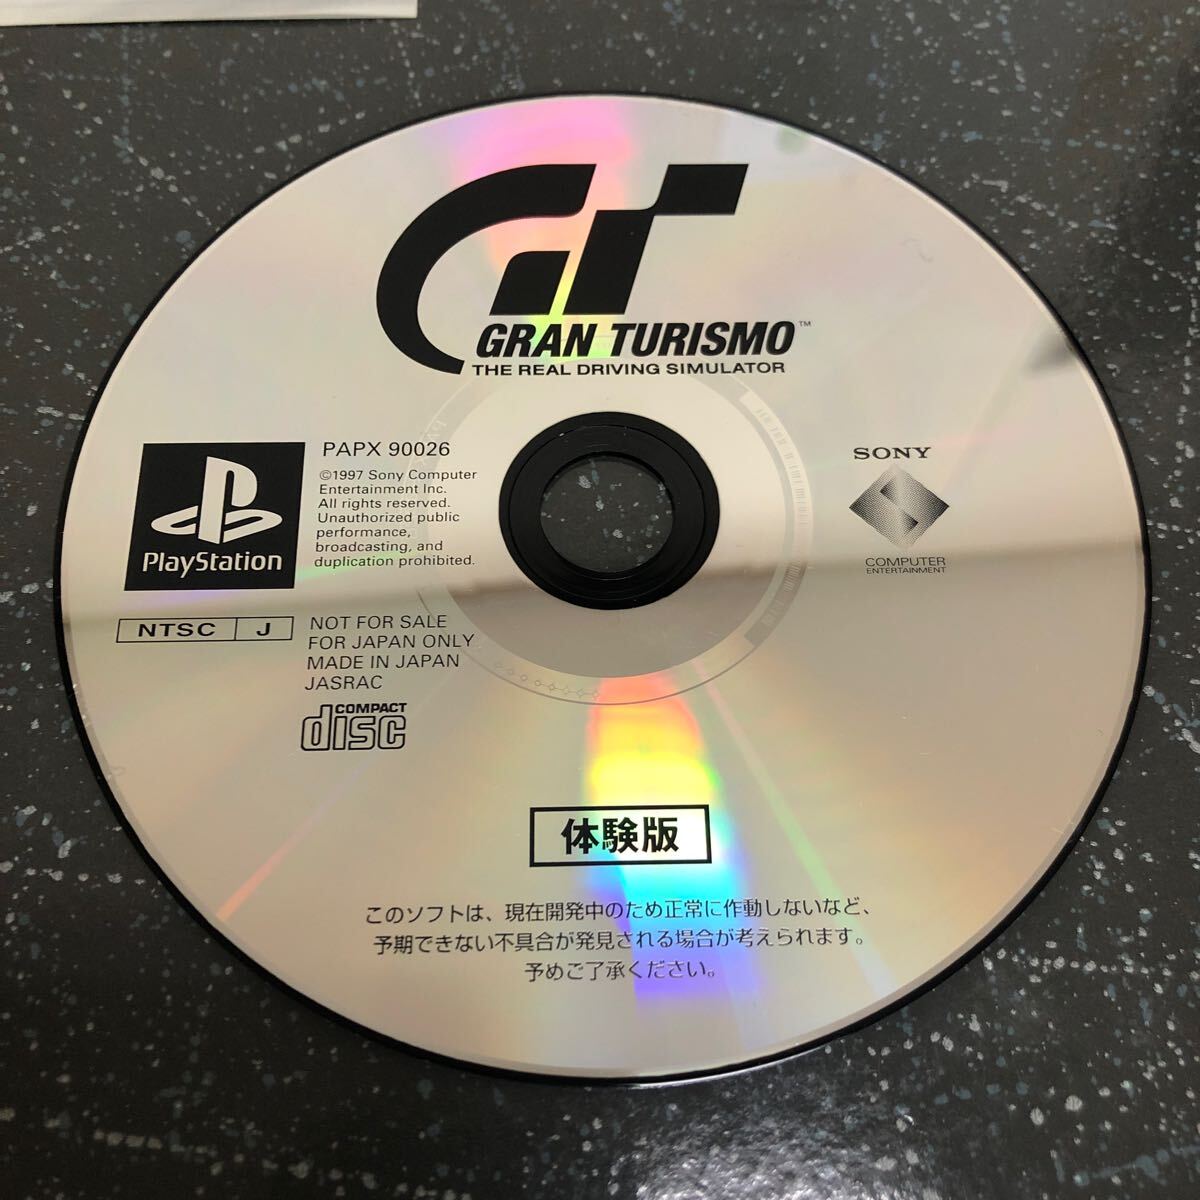 GT
GRAN TURISMO™
THE REAL DRIVING SIMULATOR
PlayStation
PAPX 90026
©1997 Sony Computer
Entertainment Inc.
All rights reserved.
Unauthorized public
performance,
broadcasting, and
duplication prohibited.
SONY
COMPUTER
ENTERTAINMENT
NTSC J
NOT FOR SALE
FOR JAPAN ONLY
MADE IN JAPAN
JASRAC
COMPACT
disc
体験版
このソフトは、現在開発中のため正常に作動しないなど、
予期できない不具合が発見される場合が考えられます。
予めご了承ください。